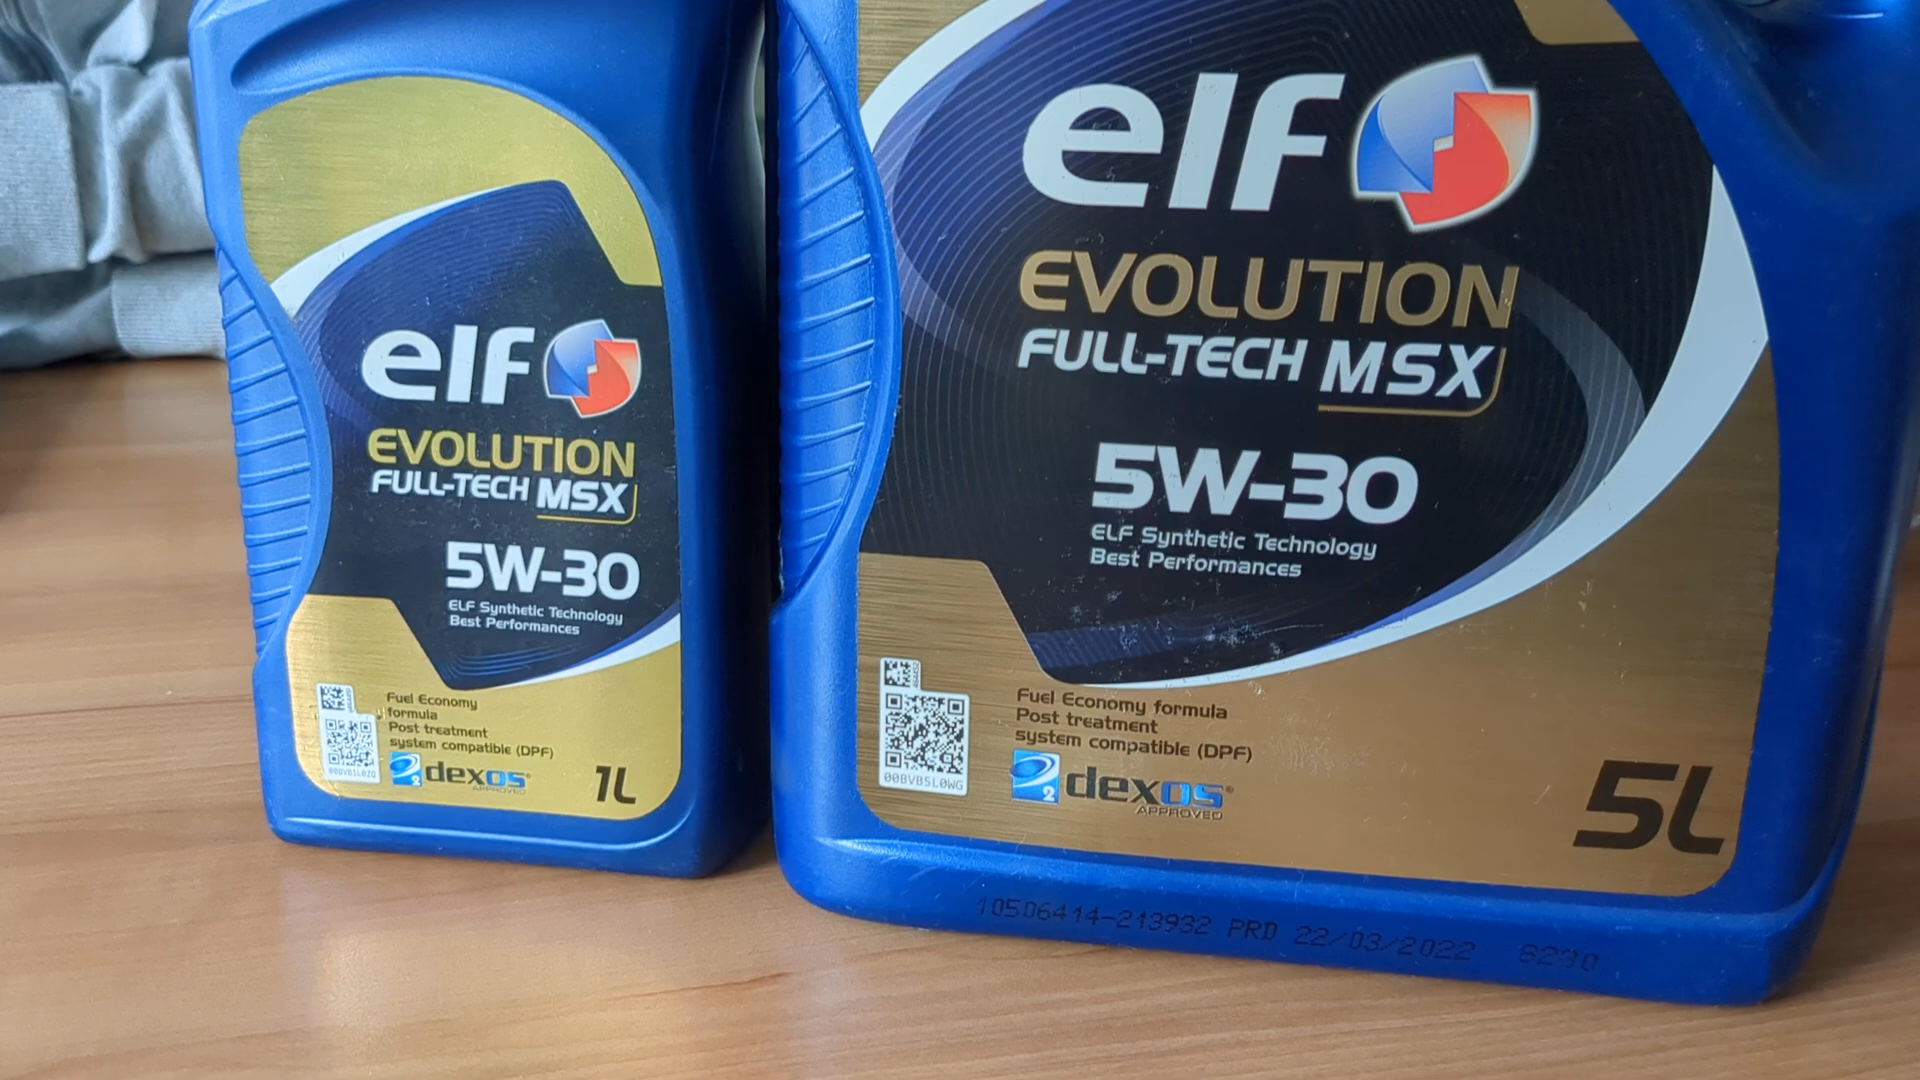 elf
EVOLUTION
FULL-TECH MSX
5W-30
ELF Synthetic Technology
Best Performances
Fuel Economy
formula
Post treatment
system compatible (DPF)
2 dexos®
APPROVED
1L
elf
EVOLUTION
FULL-TECH MSX
5W-30
ELF Synthetic Technology
Best Performances
00BVB5L0WG
Fuel Economy formula
Post treatment
system compatible (DPF)
2 dexos®
APPROVED
5L
10506414-213932 PRD 22/03/2022